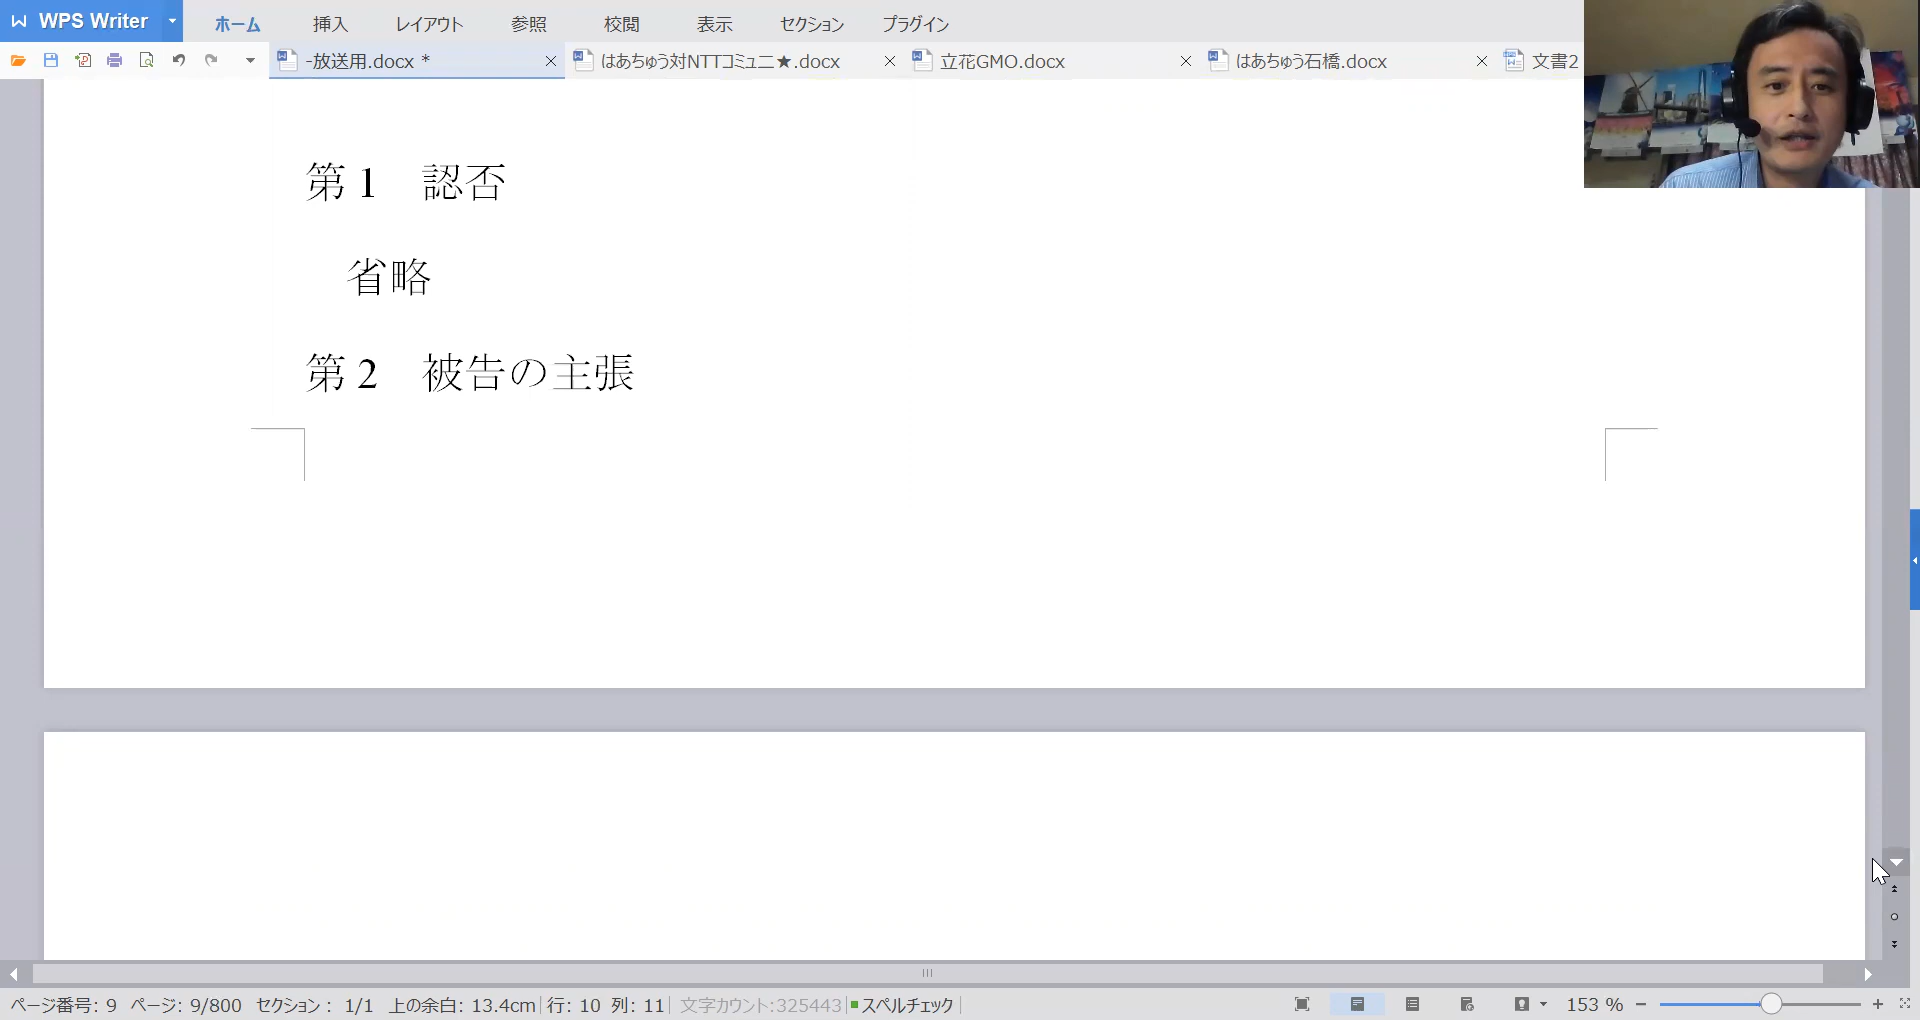 WPS Writer
ホーム 挿入 レイアウト 参照 校閲 表示 セクション プラグイン
-放送用.docx * はあちゅう対NTTコミュニ★.docx 立花GMO.docx はあちゅう石橋.docx 文書2
第1 認否
省略
第2 被告の主張
ページ番号: 9 ページ: 9/800 セクション: 1/1 上の余白: 13.4cm 行: 10 列: 11 文字カウント:325443 スペルチェック 153 %